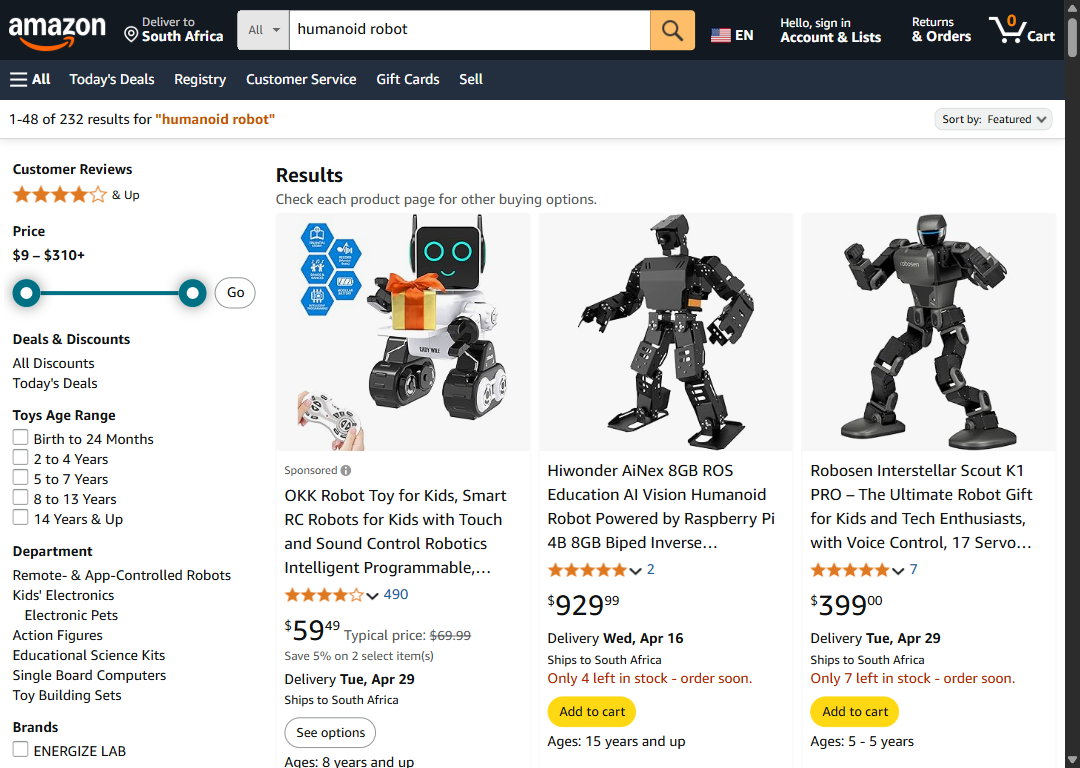 amazon
Deliver to
South Africa
All
humanoid robot
EN
Hello, sign in
Account & Lists
Returns
& Orders
0
Cart
All
Today's Deals
Registry
Customer Service
Gift Cards
Sell
1-48 of 232 results for "humanoid robot"
Sort by: Featured
Customer Reviews
& Up
Price
$9 – $310+
Go
Deals & Discounts
All Discounts
Today's Deals
Toys Age Range
Birth to 24 Months
2 to 4 Years
5 to 7 Years
8 to 13 Years
14 Years & Up
Department
Remote- & App-Controlled Robots
Kids' Electronics
Electronic Pets
Action Figures
Educational Science Kits
Single Board Computers
Toy Building Sets
Brands
ENERGIZE LAB
Results
Check each product page for other buying options.
Sponsored
OKK Robot Toy for Kids, Smart
RC Robots for Kids with Touch
and Sound Control Robotics
Intelligent Programmable,...
490
$59.49 Typical price: $69.99
Save 5% on 2 select item(s)
Delivery Tue, Apr 29
Ships to South Africa
See options
Ages: 8 years and up
Hiwonder AiNex 8GB ROS
Education AI Vision Humanoid
Robot Powered by Raspberry Pi
4B 8GB Biped Inverse...
2
$929.99
Delivery Wed, Apr 16
Ships to South Africa
Only 4 left in stock - order soon.
Add to cart
Ages: 15 years and up
robosen
Robosen Interstellar Scout K1
PRO – The Ultimate Robot Gift
for Kids and Tech Enthusiasts,
with Voice Control, 17 Servo...
7
$399.00
Delivery Tue, Apr 29
Ships to South Africa
Only 7 left in stock - order soon.
Add to cart
Ages: 5 - 5 years